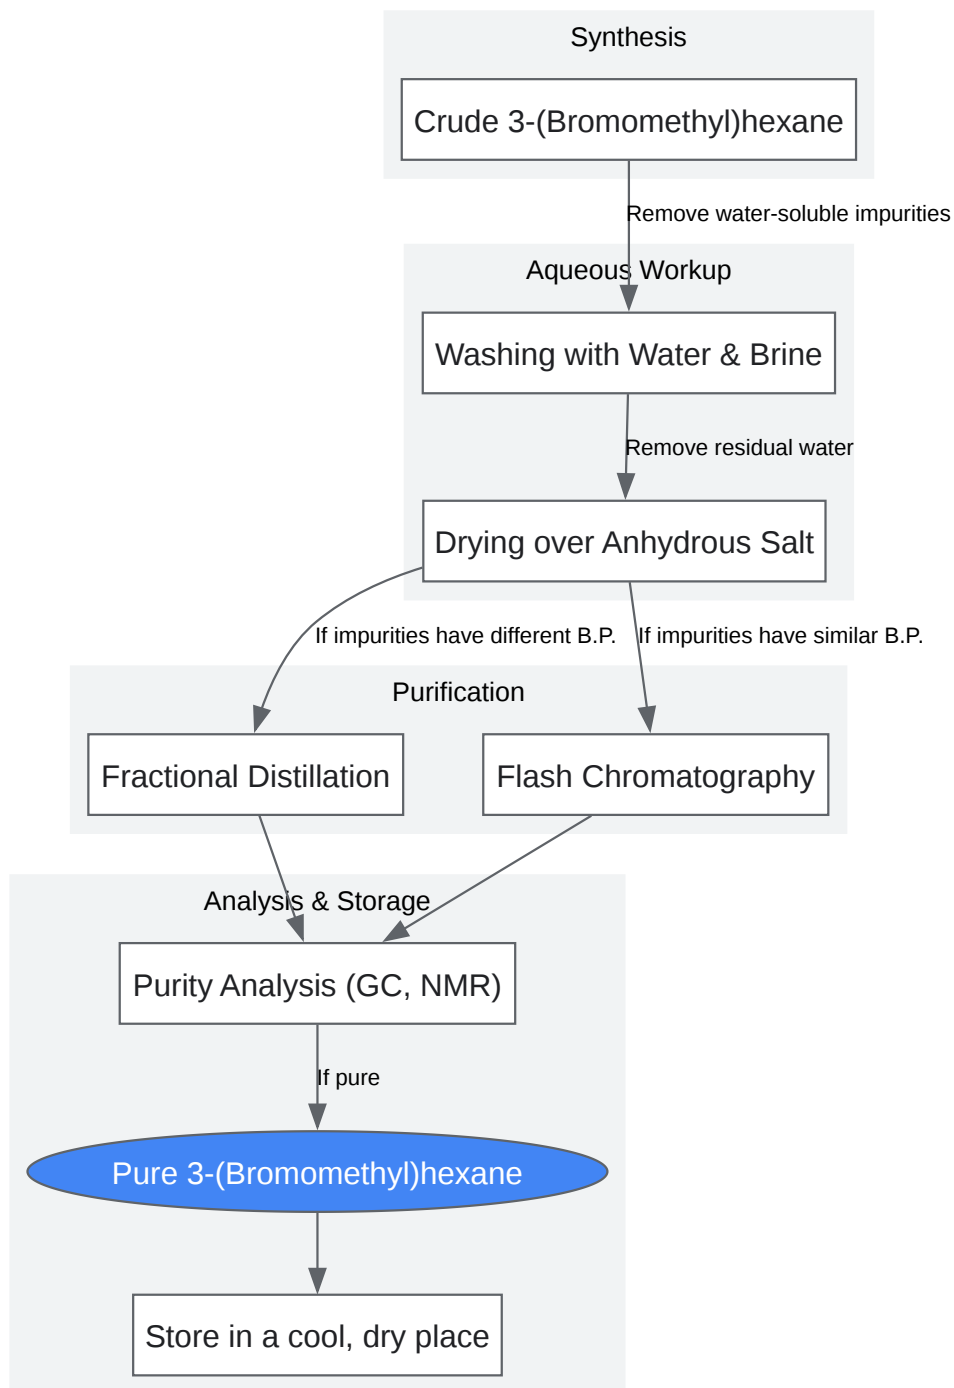 Synthesis
Crude 3-(Bromomethyl)hexane
Remove water-soluble impurities
Aqueous Workup
Washing with Water & Brine
Remove residual water
Drying over Anhydrous Salt
If impurities have different B.P.
If impurities have similar B.P.
Purification
Fractional Distillation
Flash Chromatography
Analysis & Storage
Purity Analysis (GC, NMR)
If pure
Pure 3-(Bromomethyl)hexane
Store in a cool, dry place